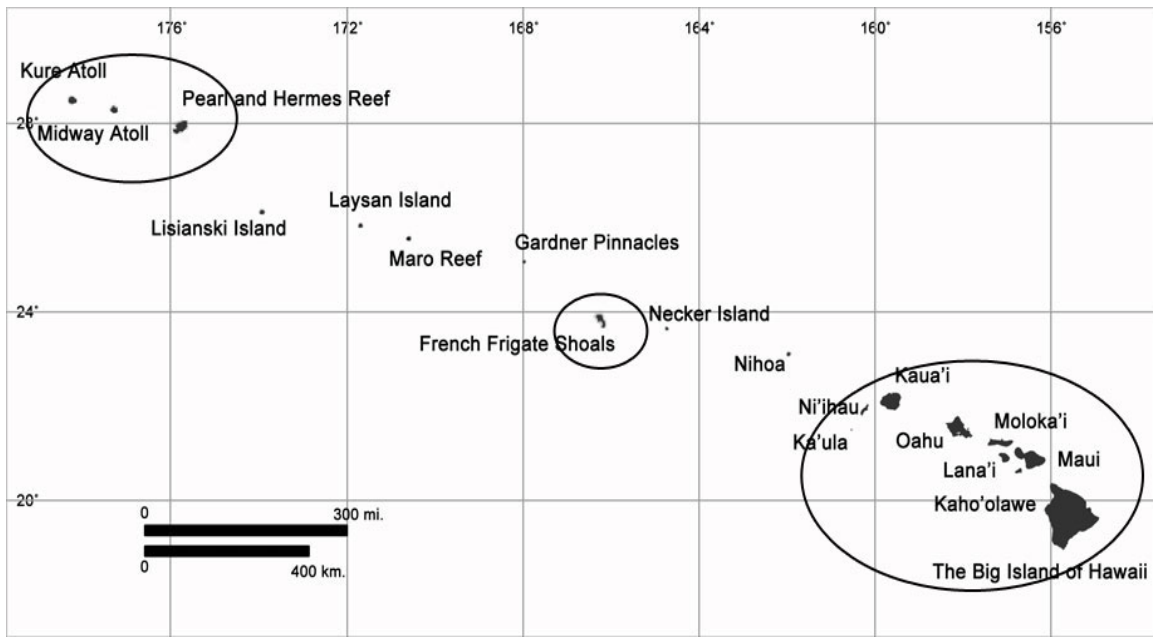 176° 172° 168° 164° 160° 156°
Kure Atoll
Pearl and Hermes Reef
28°
Midway Atoll
Laysan Island
Lisianski Island
Gardner Pinnacles
Maro Reef
24°
Necker Island
French Frigate Shoals
Nihoa
Kaua'i
Ni'ihau
Moloka'i
Ka'ula
Oahu
Maui
Lana'i
20°
Kaho'olawe
0 300 mi.
0 400 km.
The Big Island of Hawaii